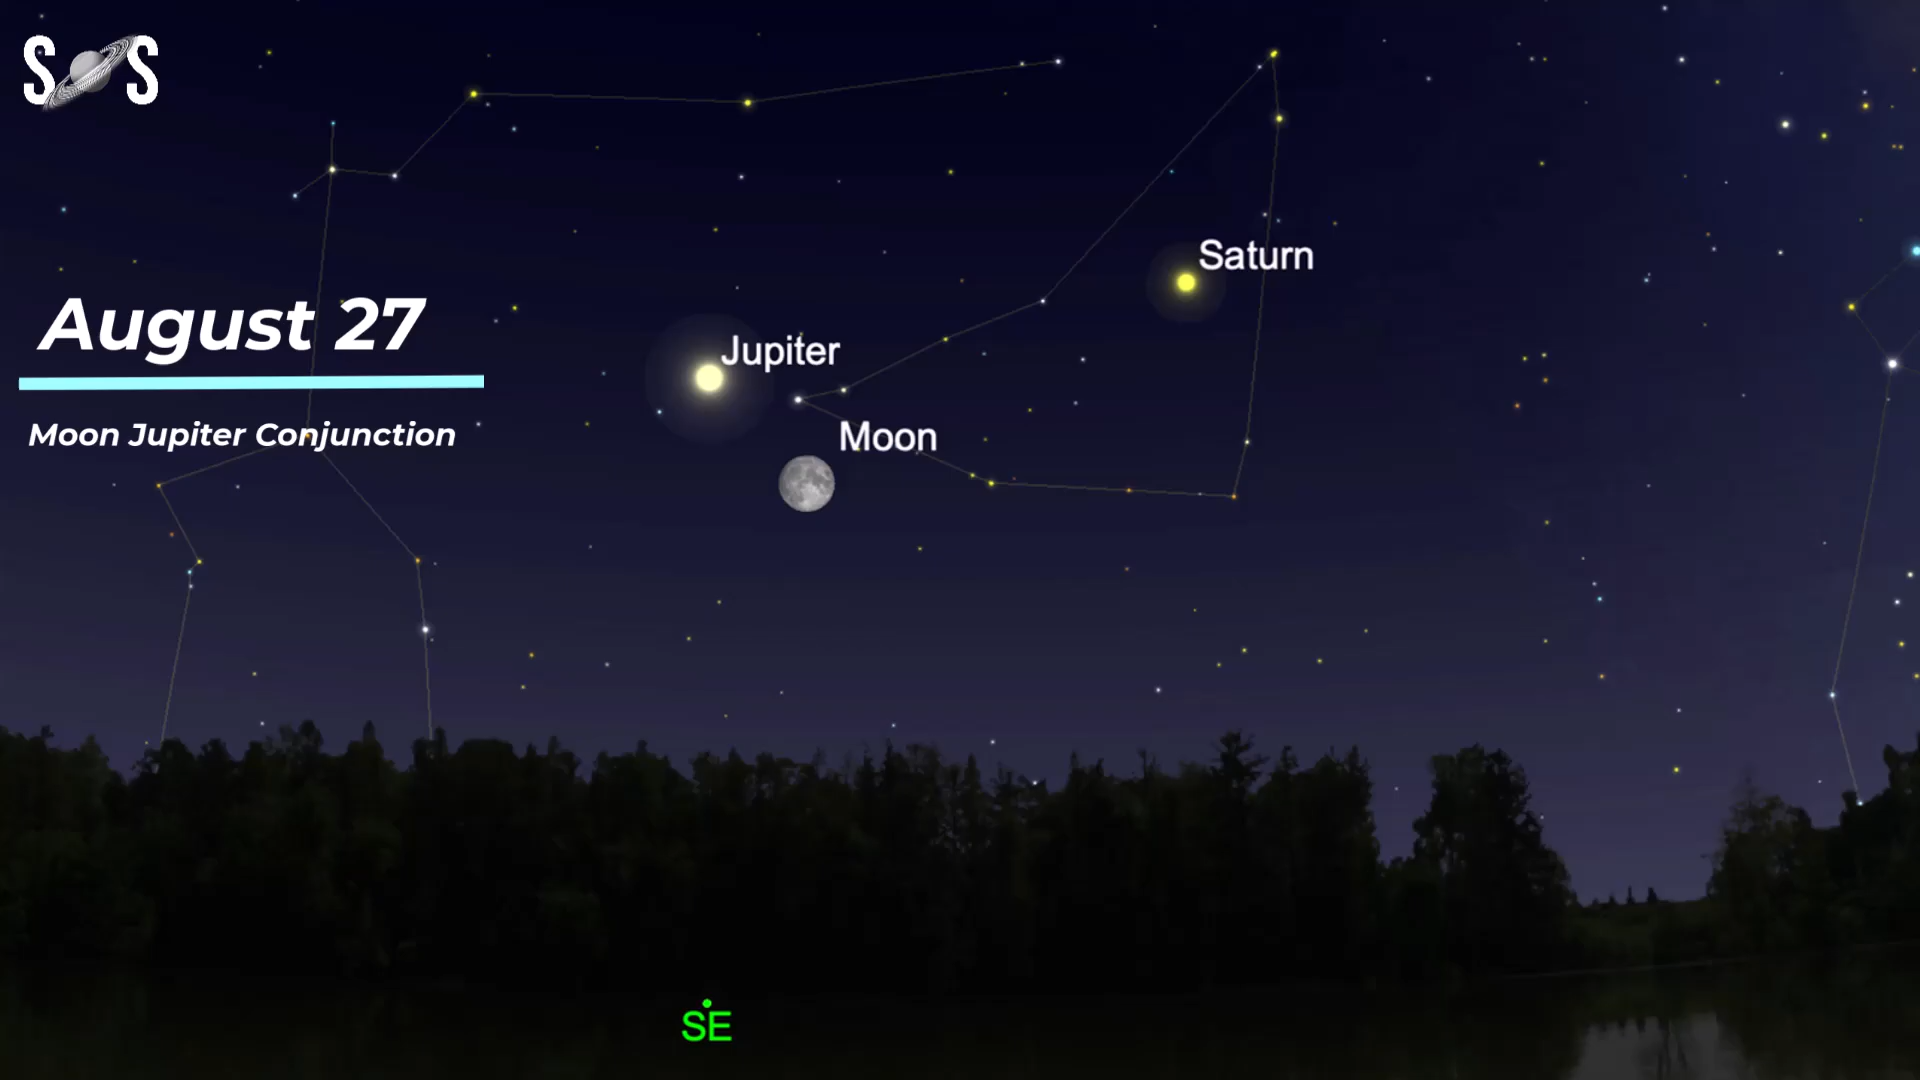 SOS
August 27
Moon Jupiter Conjunction
Saturn
Jupiter
Moon
SE